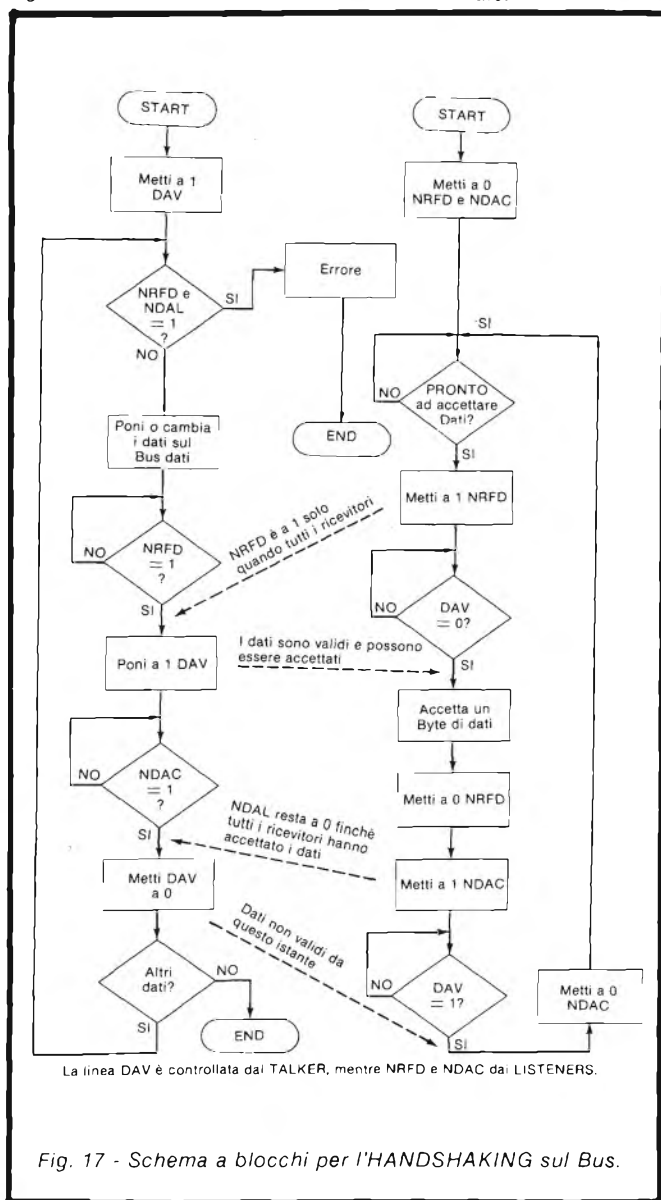 START
Metti a 1
DAV
NRFD e
NDAL
= 1
?
SI
NO
Errore
END
Poni o cambia
i dati sul
Bus dati
NRFD
= 1
?
NO
SI
Poni a 1 DAV
NDAC
= 1
?
NO
SI
Metti DAV
a 0
Altri
dati?
NO
SI
END
NRFD è a 1 solo
quando tutti i ricevitori
I dati sono validi e possono
essere accettati
NDAL resta a 0 finchè
tutti i ricevitori hanno
accettato i dati
Dati non validi da
questo istante
START
Metti a 0
NRFD e NDAC
SI
PRONTO
ad accettare
Dati?
NO
SI
Metti a 1 NRFD
DAV
= 0?
NO
SI
Accetta un
Byte di dati
Metti a 0 NRFD
Metti a 1 NDAC
DAV
= 1?
NO
SI
Metti a 0
NDAC
La linea DAV è controllata dal TALKER, mentre NRFD e NDAC dai LISTENERS.
Fig. 17 - Schema a blocchi per l'HANDSHAKING sul Bus.